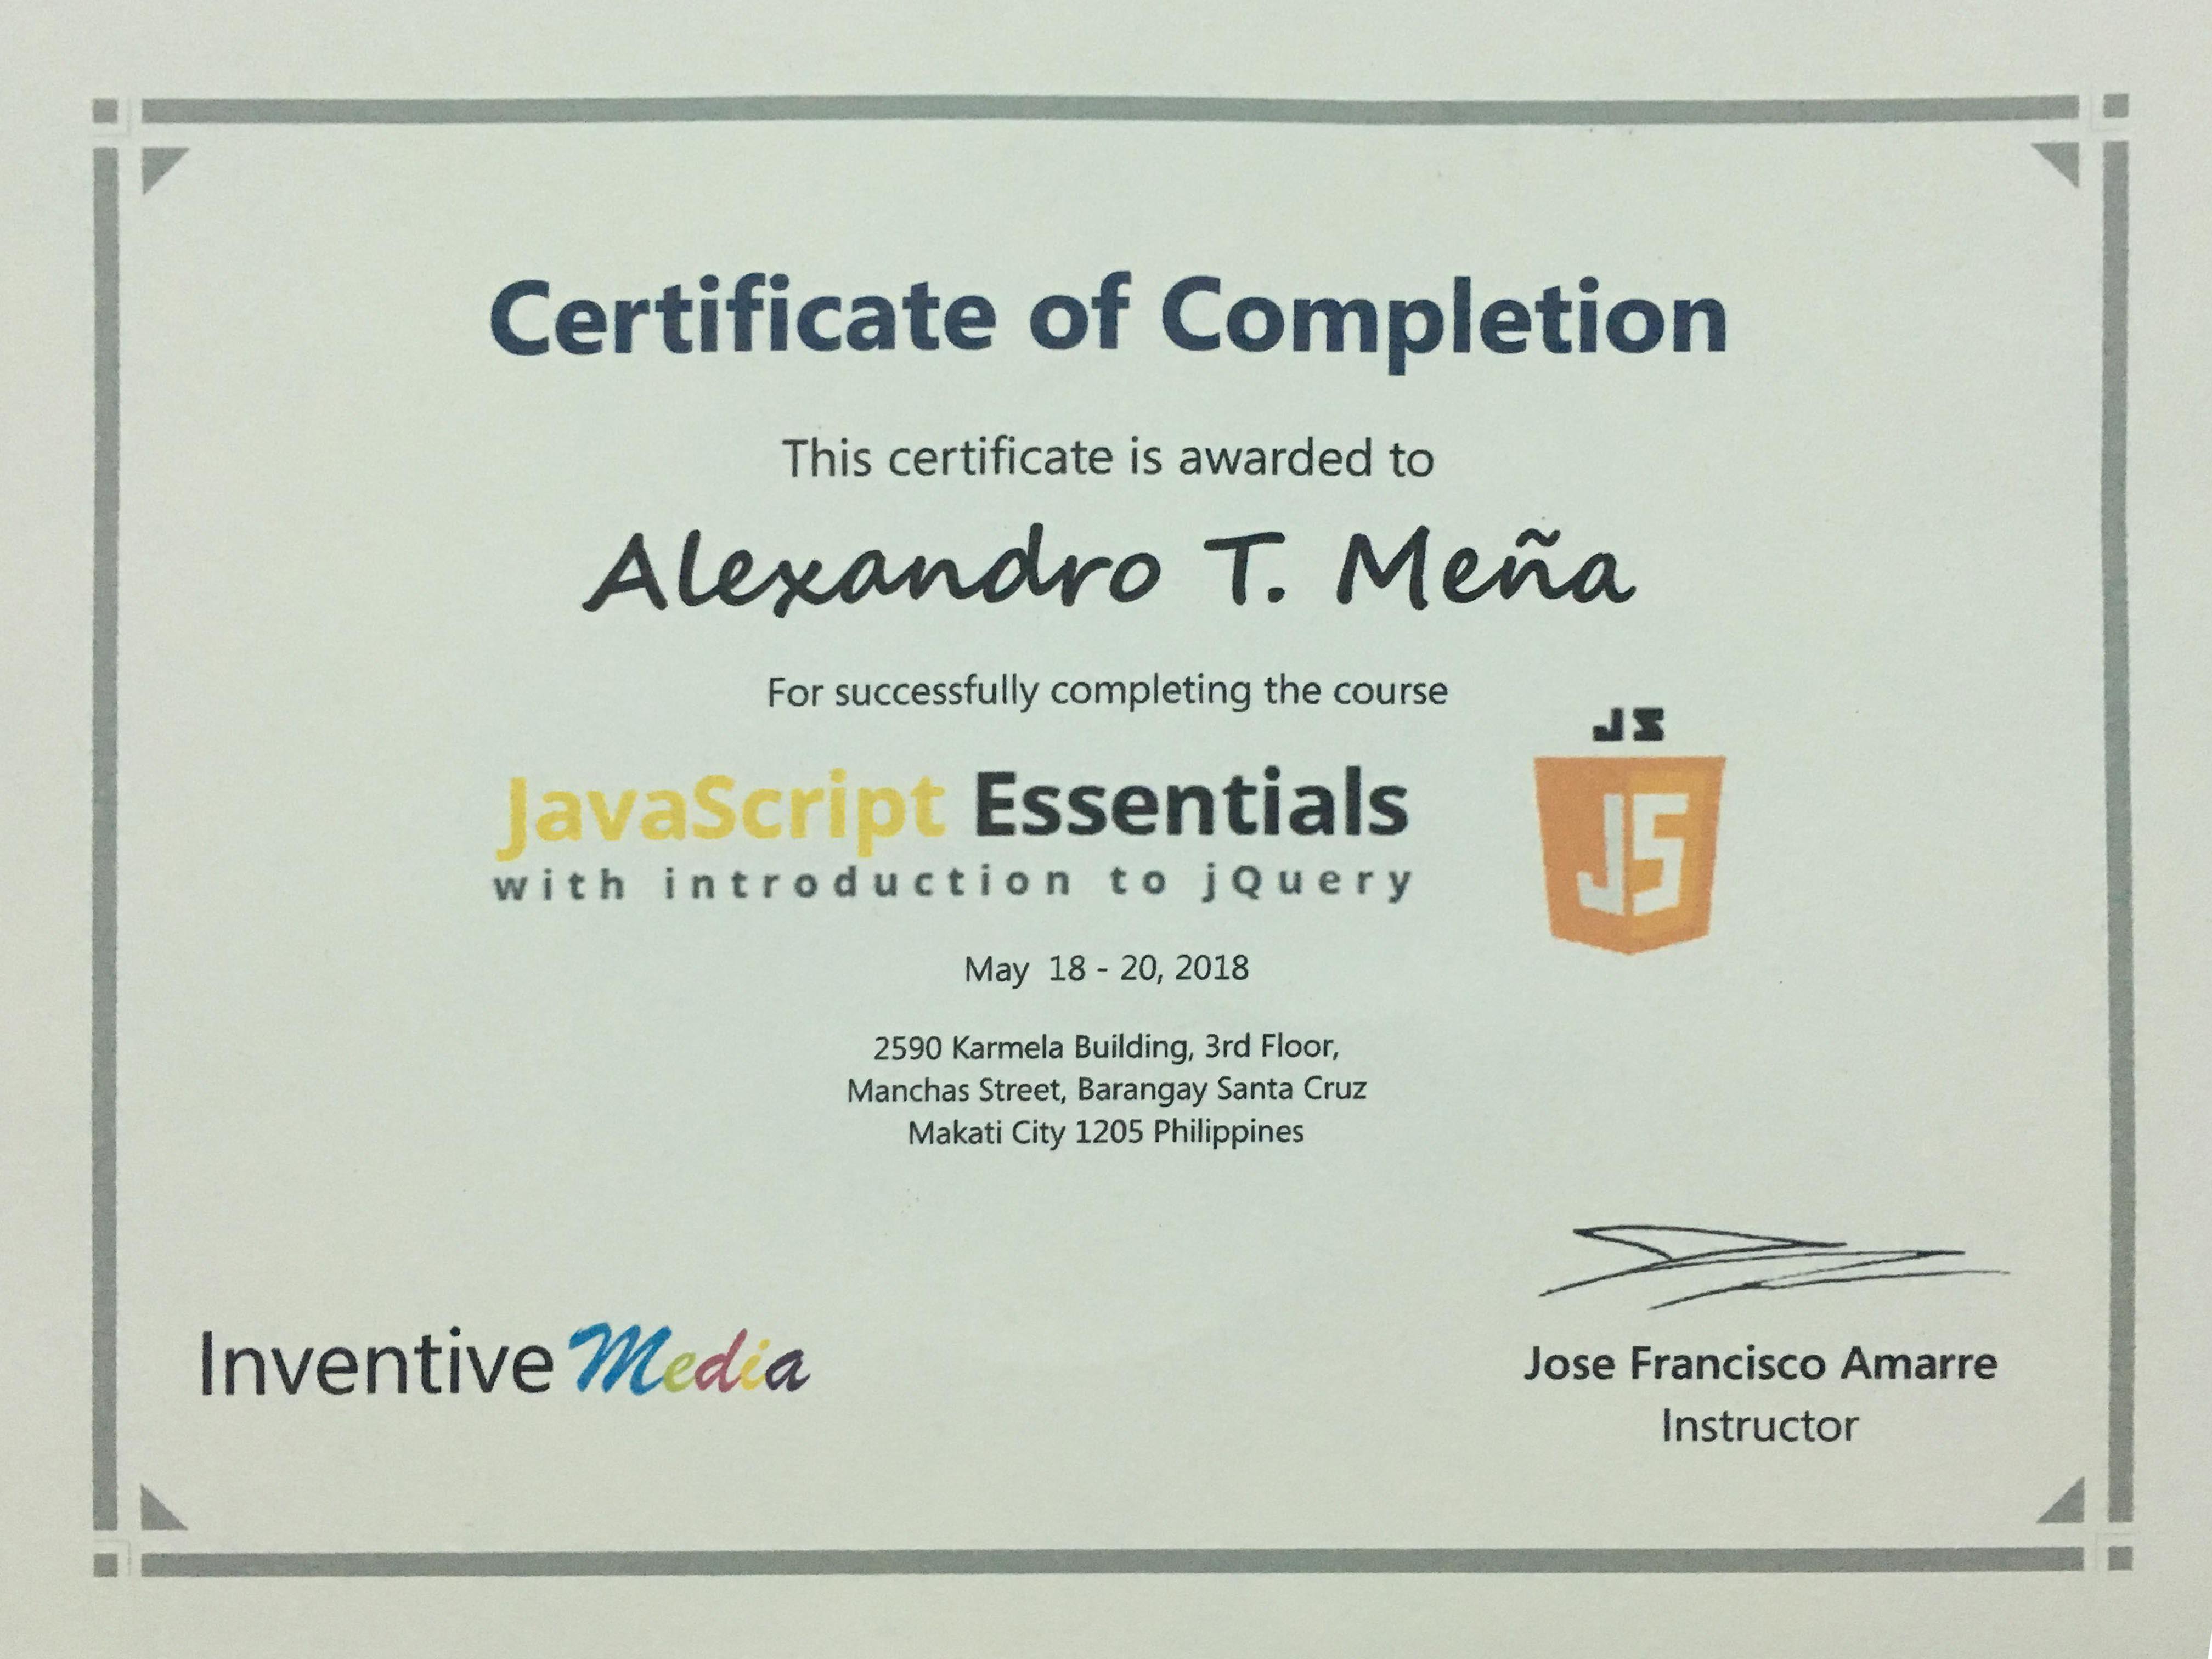 Certificate of Completion
This certificate is awarded to
Alexandro T. Meña
For successfully completing the course
JS
JavaScript Essentials
JS
with introduction to jQuery
May 18 - 20, 2018
2590 Karmela Building, 3rd Floor,
Manchas Street, Barangay Santa Cruz
Makati City 1205 Philippines
Inventive Media
Jose Francisco Amarre
Instructor